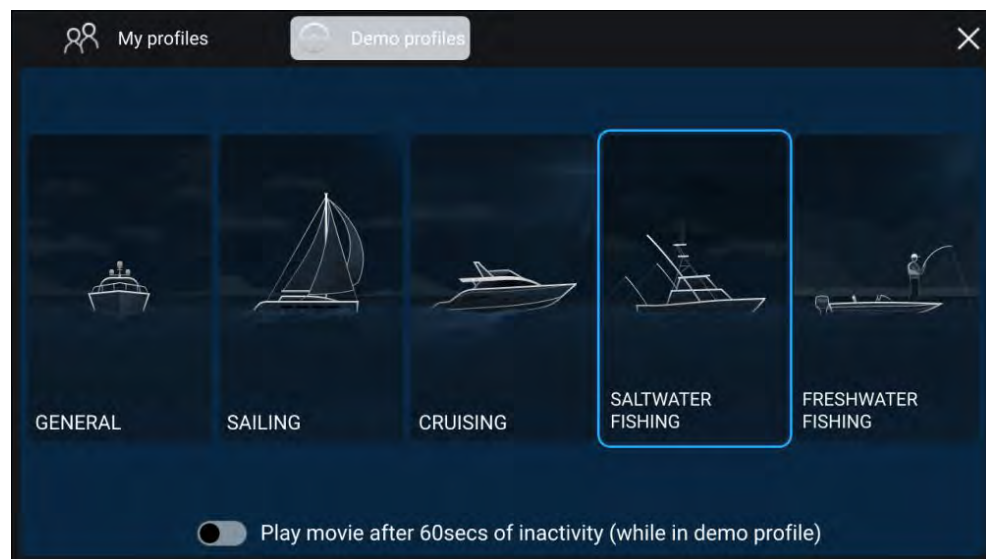 My profiles
Demo profiles
GENERAL
SAILING
CRUISING
SALTWATER
FISHING
FRESHWATER
FISHING
Play movie after 60secs of inactivity (while in demo profile)